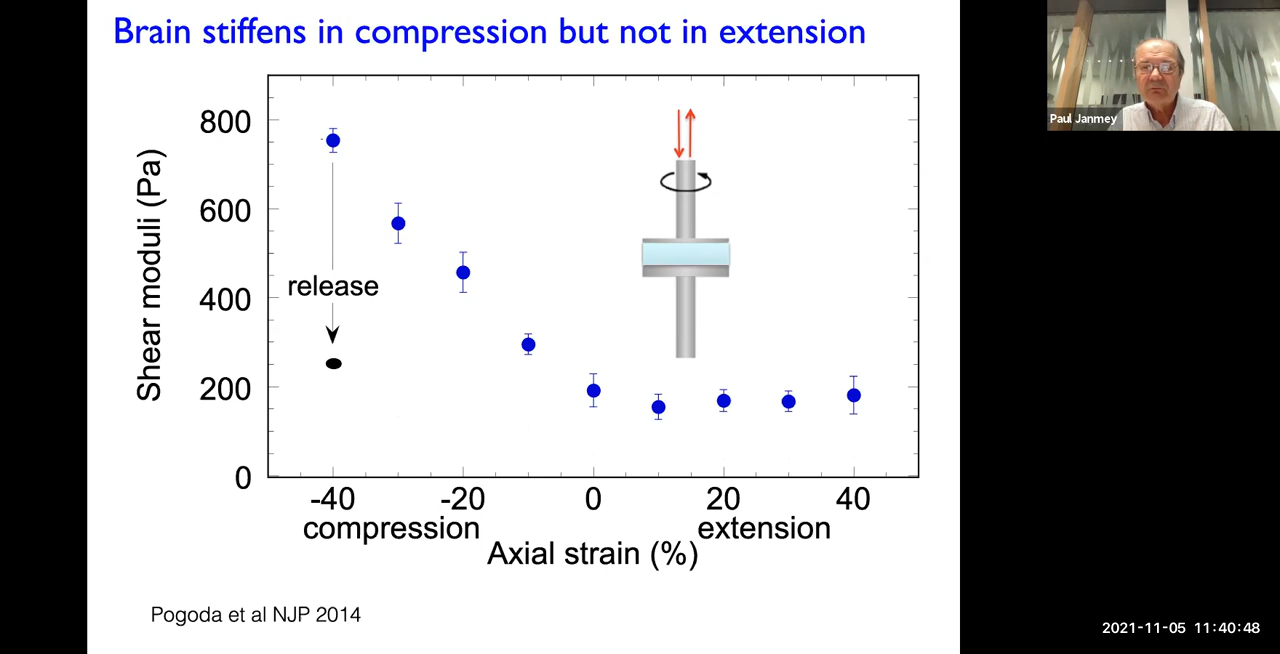 Brain stiffens in compression but not in extension
Paul Janmey
Shear moduli (Pa)
800
600
400
200
0
release
-40
-20
0
20
40
compression
extension
Axial strain (%)
Pogoda et al NJP 2014
2021-11-05 11:40:48